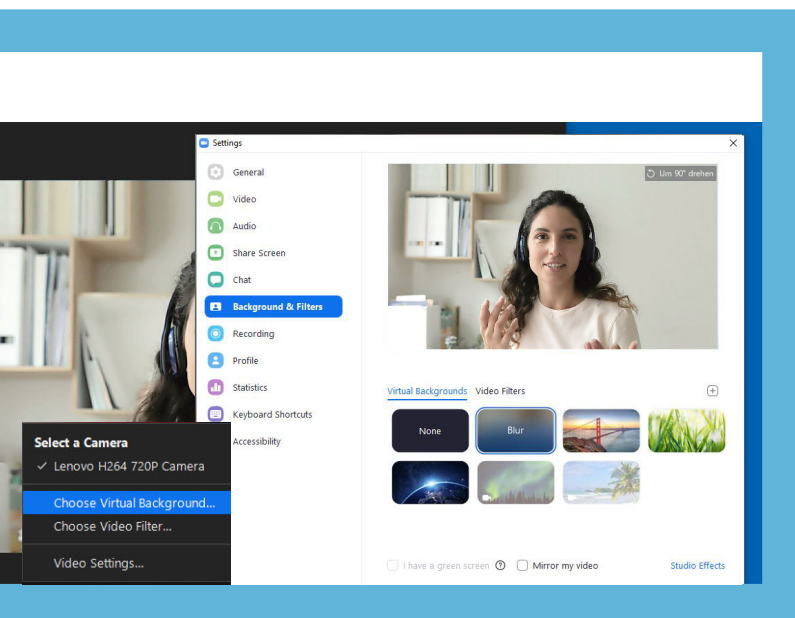 Settings
General
Video
Audio
Share Screen
Chat
Background & Filters
Recording
Profile
Statistics
Keyboard Shortcuts
Accessibility
Um 90° drehen
Virtual Backgrounds Video Filters
None
Blur
I have a green screen
Mirror my video
Studio Effects
Select a Camera
✓ Lenovo H264 720P Camera
Choose Virtual Background...
Choose Video Filter...
Video Settings...